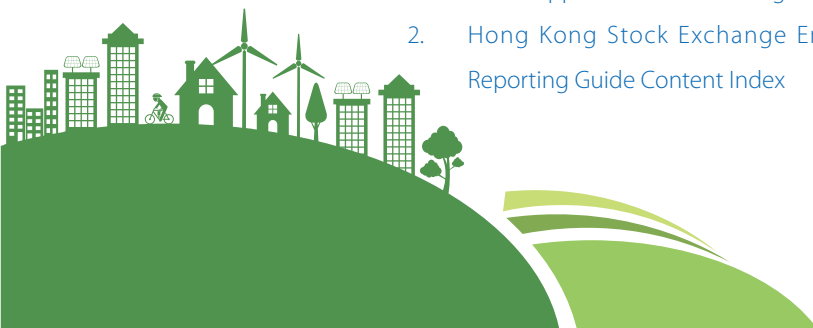 2. Hong Kong Stock Exchange
Reporting Guide Content Index